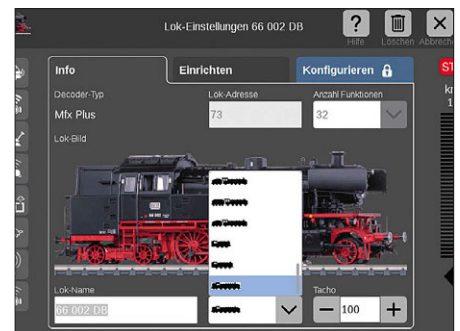 Lok-Einstellungen 66 002 DB
?
Hilfe
Löschen
Abbrech
Info
Einrichten
Konfigurieren
ST
Decoder-Typ
Lok-Adresse
Anzahl Funktionen
Mfx Plus
73
32
Lok-Bild
Lok-Name
Tacho
66 002 DB
100